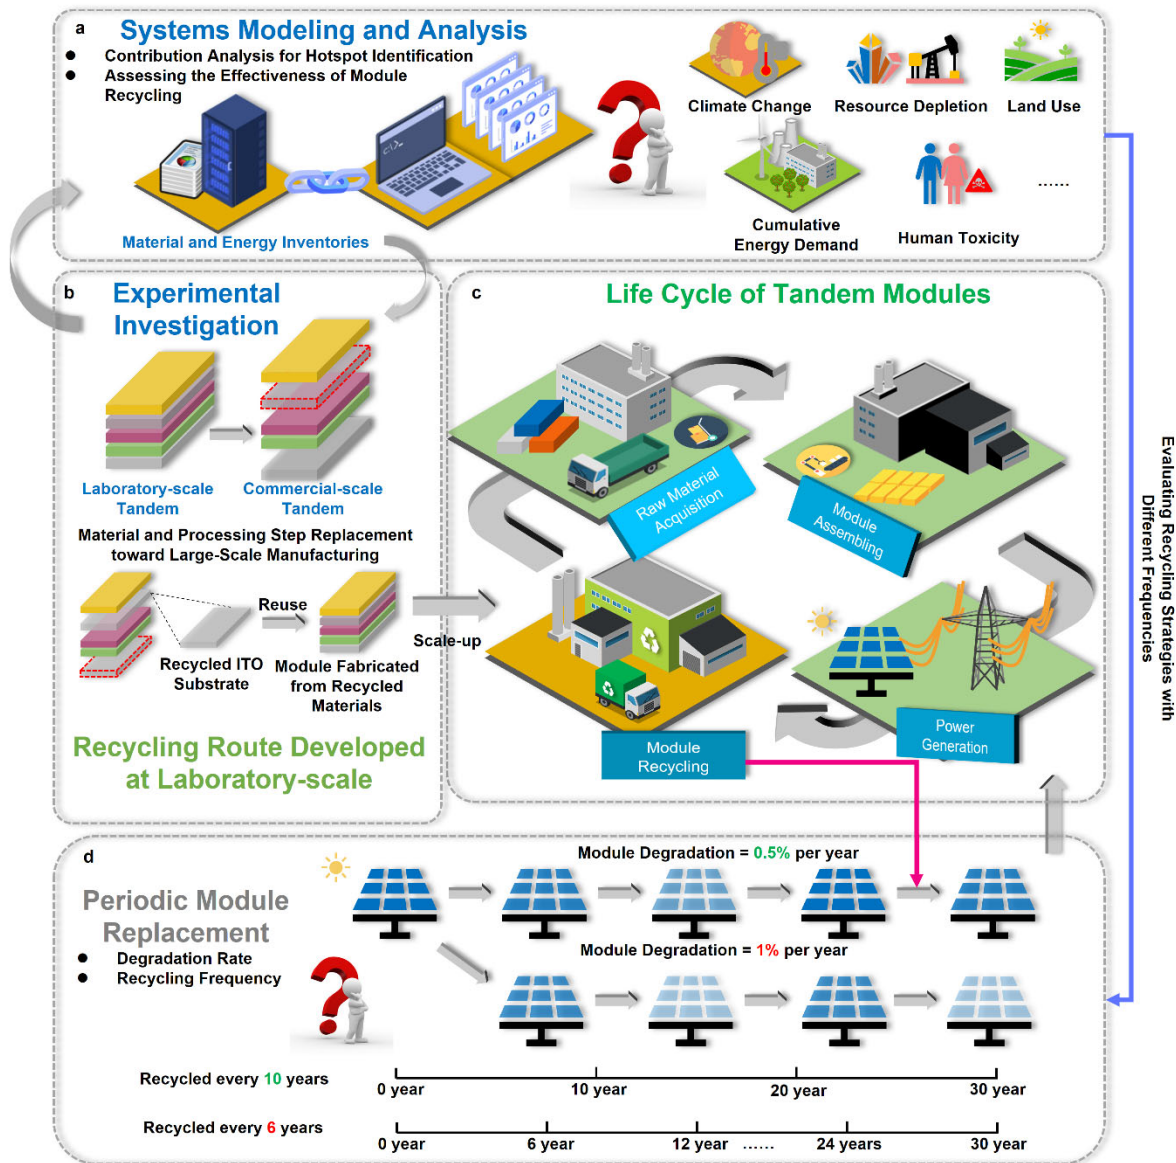 a
Systems Modeling and Analysis
● Contribution Analysis for Hotspot Identification
● Assessing the Effectiveness of Module
Recycling
Climate Change
Resource Depletion
Land Use
Cumulative
Energy Demand
Human Toxicity
......
Material and Energy Inventories
b
Experimental
Investigation
Laboratory-scale
Tandem
Commercial-scale
Tandem
Material and Processing Step Replacement
toward Large-Scale Manufacturing
Reuse
Recycled ITO
Substrate
Module Fabricated
from Recycled
Materials
Scale-up
Recycling Route Developed
at Laboratory-scale
c
Life Cycle of Tandem Modules
Raw Material
Acquisition
Module
Assembling
Power
Generation
Module
Recycling
Evaluating Recycling Strategies with
Different Frequencies
d
Periodic Module
Replacement
● Degradation Rate
● Recycling Frequency
Module Degradation = 0.5% per year
Module Degradation = 1% per year
Recycled every 10 years
0 year
10 year
20 year
30 year
Recycled every 6 years
0 year
6 year
12 year
......
24 years
30 year